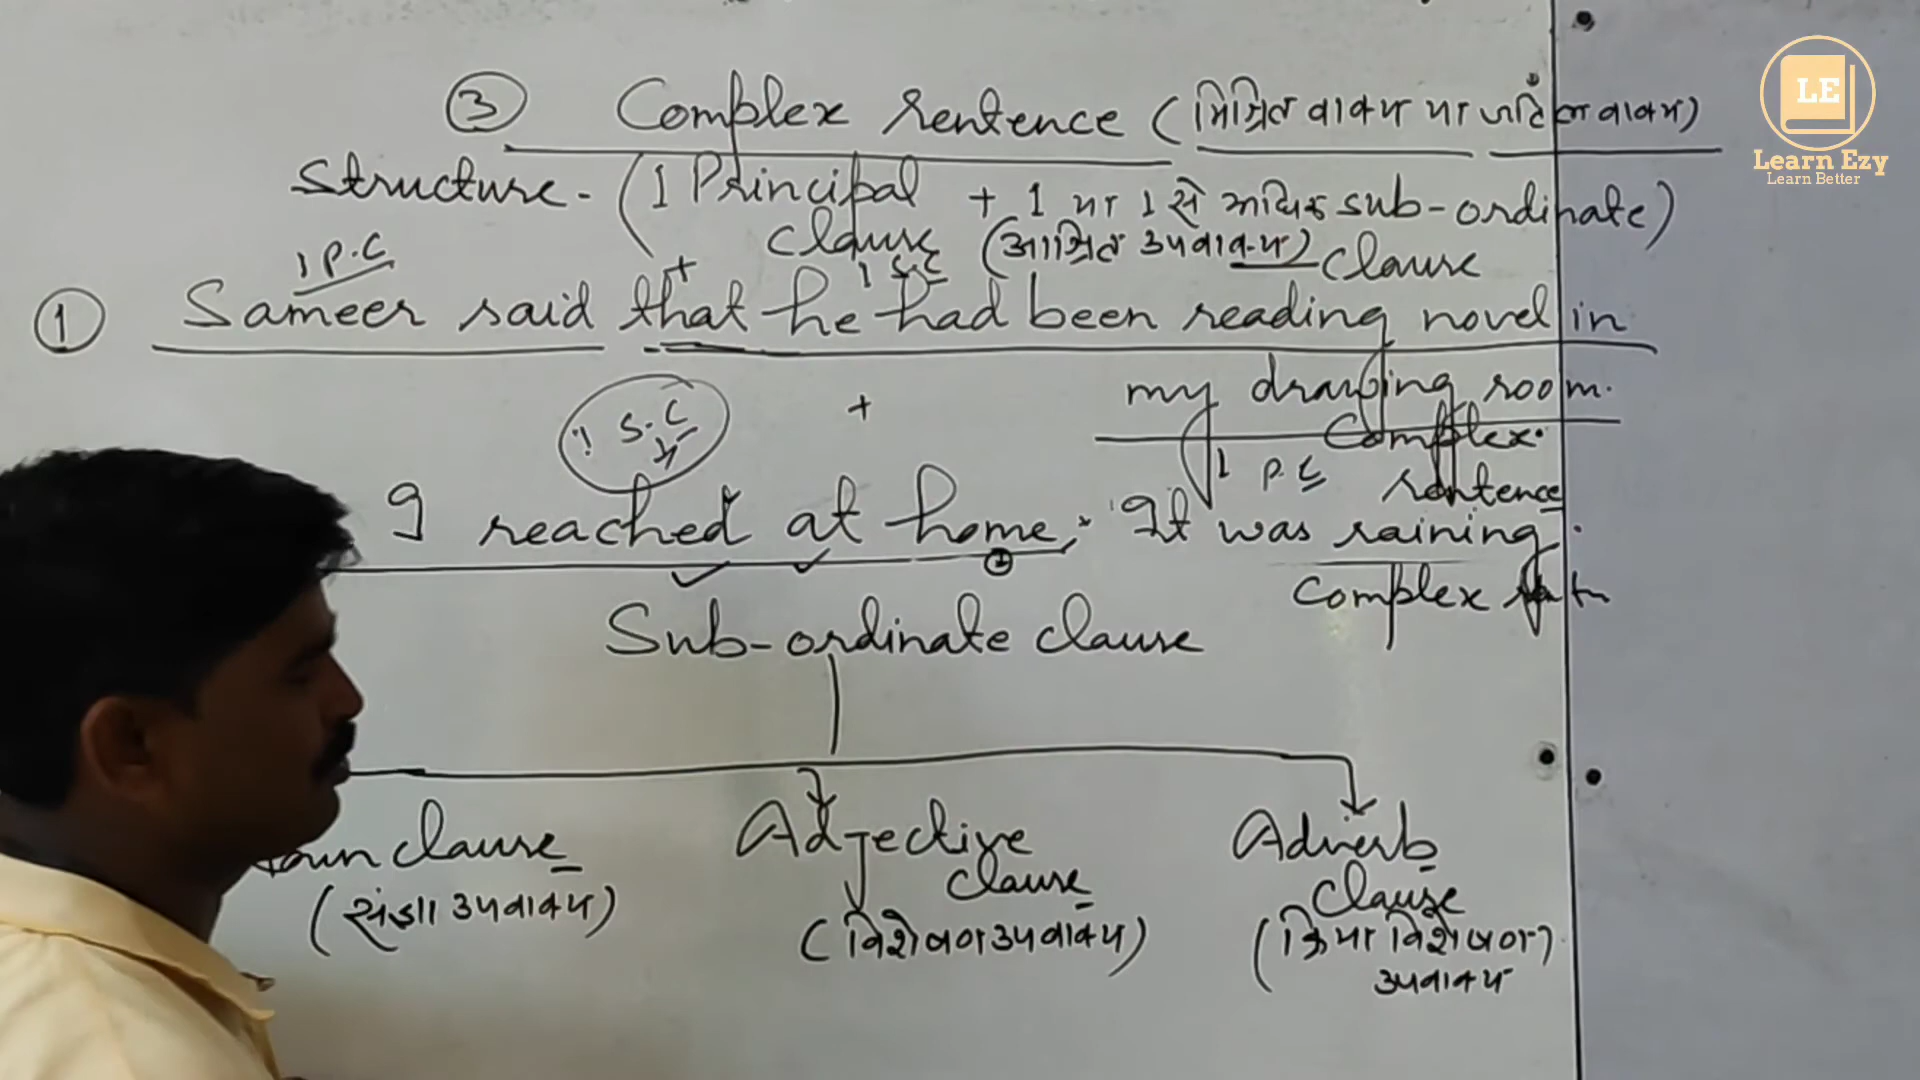 ③ Complex Sentence (मिश्रित वाक्य या जटिल वाक्य)
Structure - (1 Principal clause + 1 या 1 से अधिक sub-ordinate) clause
(आश्रित उपवाक्य)
1 P.C + 1 S.C
① Sameer said that he had been reading novel in
my drawing room.
Complex sentence
1 S.C + 1 P.C
I reached at home, It was raining.
Complex
Sub-ordinate clause
clause
(संज्ञा उपवाक्य)
Adjective clause
(विशेषण उपवाक्य)
Adverb clause
(क्रिया विशेषण उपवाक्य)
LE
Learn Ezy
Learn Better